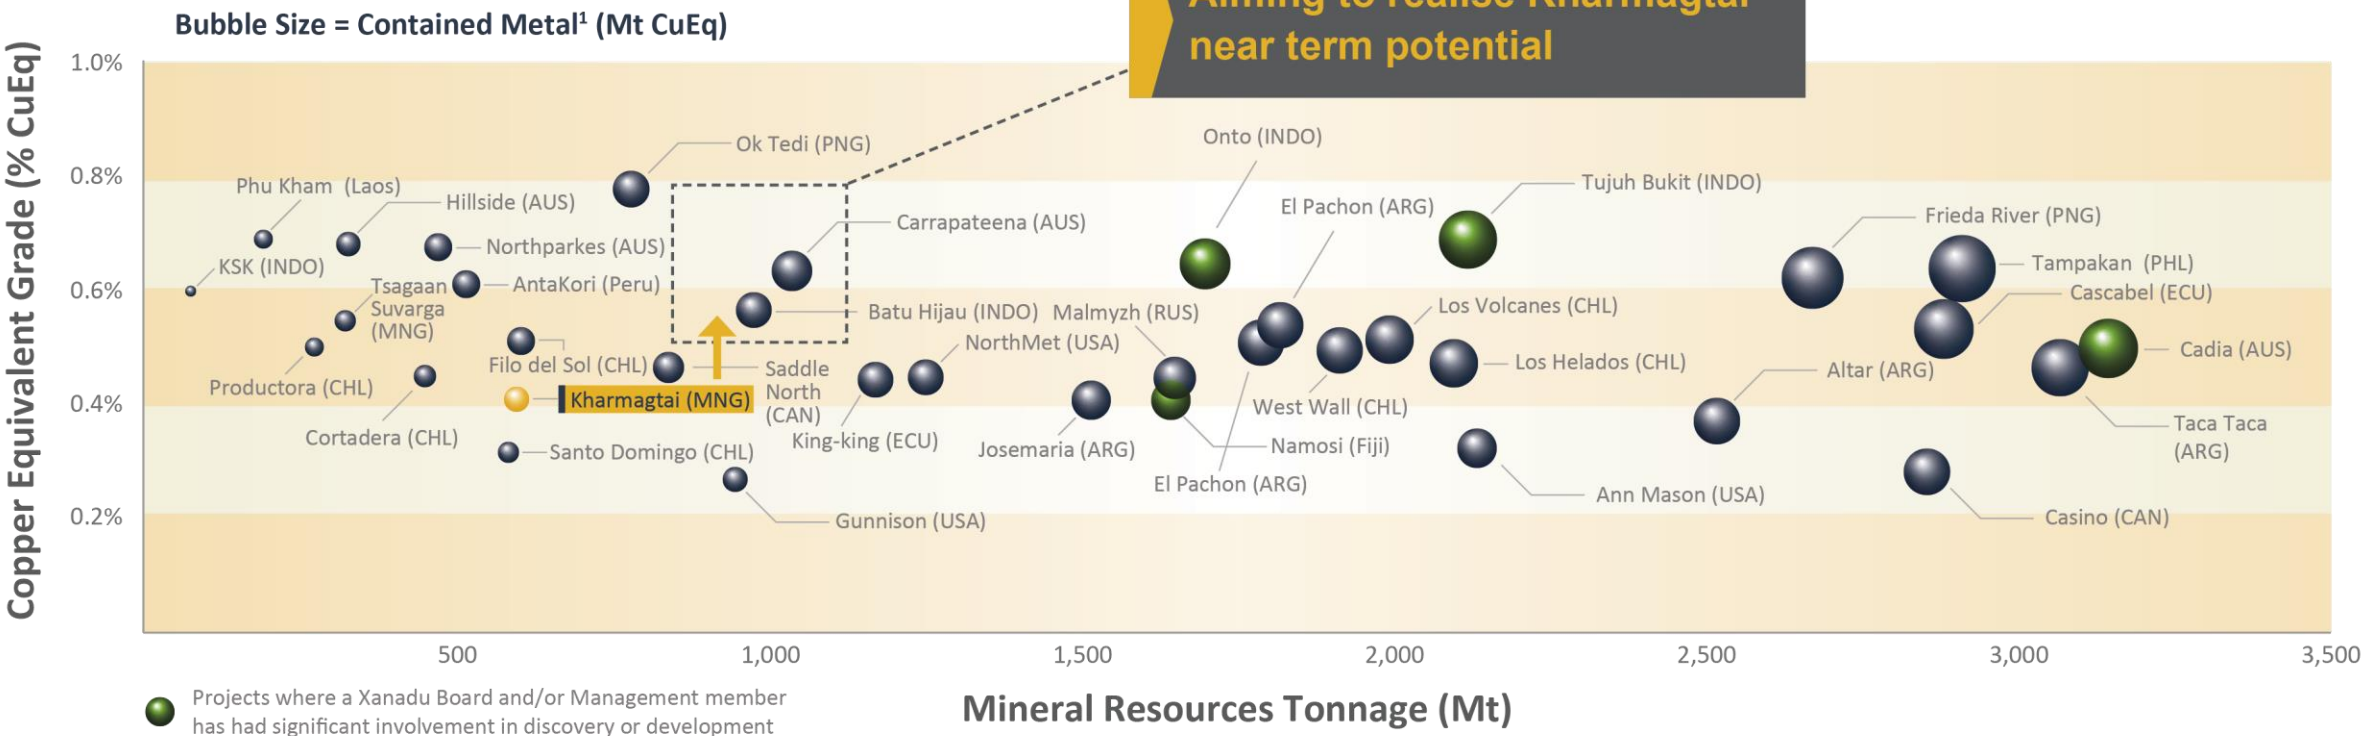 Bubble Size = Contained Metal¹ (Mt CuEq)
Aiming to realise Kharmagtai
near term potential
Copper Equivalent Grade (% CuEq)
1.0%
0.8%
0.6%
0.4%
0.2%
Ok Tedi (PNG)
Onto (INDO)
Phu Kham (Laos)
Hillside (AUS)
Tujuh Bukit (INDO)
El Pachon (ARG)
Carrapateena (AUS)
Frieda River (PNG)
Northparkes (AUS)
KSK (INDO)
Tampakan (PHL)
Tsagaan
Suvarga
(MNG)
AntaKori (Peru)
Cascabel (ECU)
Batu Hijau (INDO)
Malmyzh (RUS)
Los Volcanes (CHL)
NorthMet (USA)
Cadia (AUS)
Filo del Sol (CHL)
Saddle
North
(CAN)
Los Helados (CHL)
Altar (ARG)
Productora (CHL)
Kharmagtai (MNG)
West Wall (CHL)
Taca Taca
(ARG)
Cortadera (CHL)
King-king (ECU)
Josemaria (ARG)
Namosi (Fiji)
Santo Domingo (CHL)
El Pachon (ARG)
Ann Mason (USA)
Gunnison (USA)
Casino (CAN)
500
1,000
1,500
2,000
2,500
3,000
3,500
Mineral Resources Tonnage (Mt)
Projects where a Xanadu Board and/or Management member
has had significant involvement in discovery or development